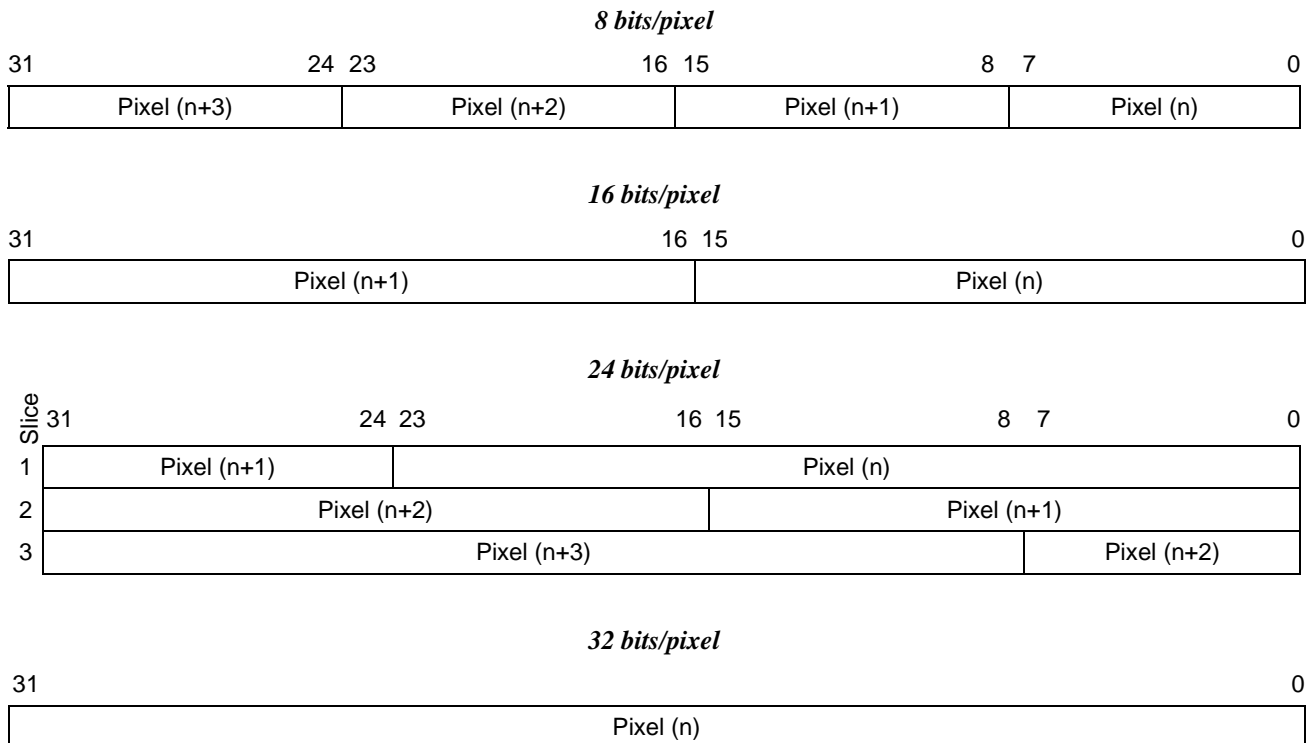 8 bits/pixel
31 24 23 16 15 8 7 0
Pixel (n+3) Pixel (n+2) Pixel (n+1) Pixel (n)
16 bits/pixel
31 16 15 0
Pixel (n+1) Pixel (n)
24 bits/pixel
Slice 31 24 23 16 15 8 7 0
1 Pixel (n+1) Pixel (n)
2 Pixel (n+2) Pixel (n+1)
3 Pixel (n+3) Pixel (n+2)
32 bits/pixel
31 0
Pixel (n)